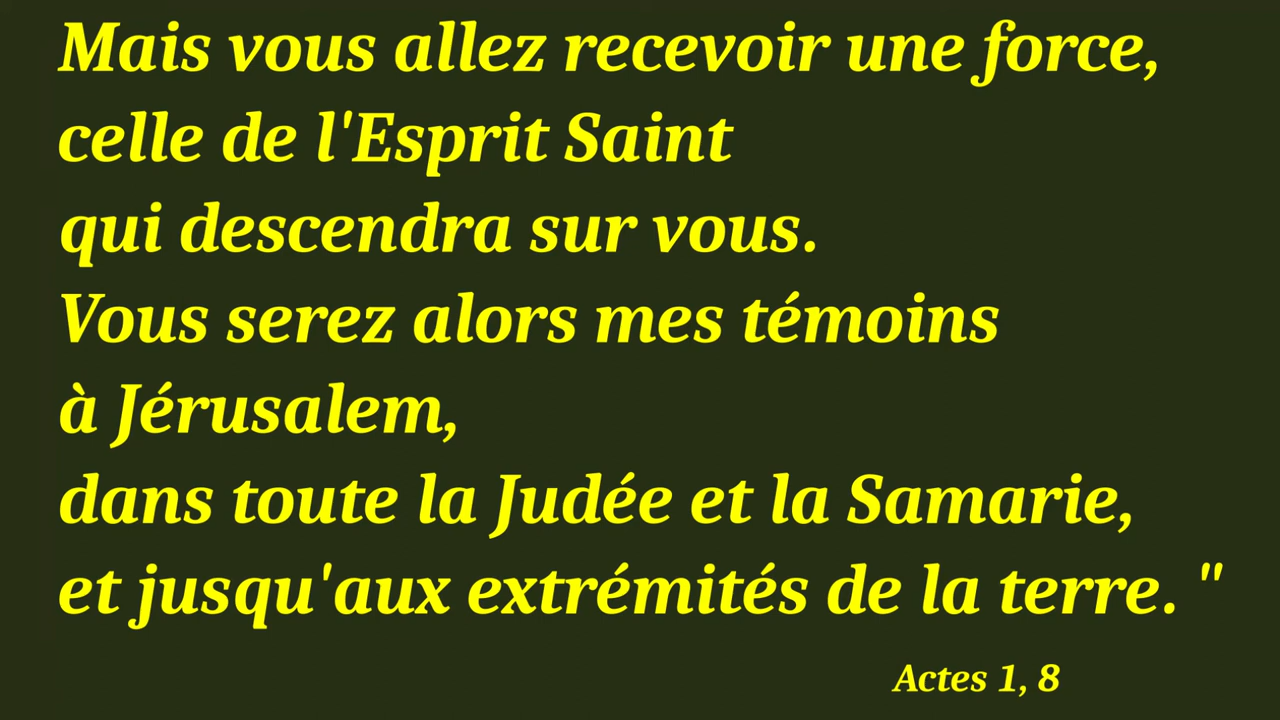 Mais vous allez recevoir une force,
celle de l'Esprit Saint
qui descendra sur vous.
Vous serez alors mes témoins
à Jérusalem,
dans toute la Judée et la Samarie,
et jusqu'aux extrémités de la terre. "
Actes 1, 8